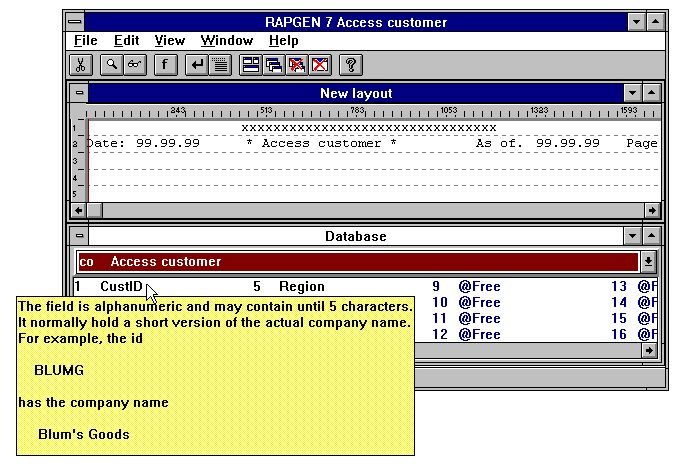 RAPGEN 7 Access customer
File Edit View Window Help
f ?
New layout
243 513 783 1053 1323 1593
1 xxxxxxxxxxxxxxxxxxxxxxxxxxxxxxxx
2 Date: 99.99.99 * Access customer * As of. 99.99.99 Page
3
4
5
Database
co Access customer
1 CustID 5 Region 9 @Free 13 @F
10 @Free 14 @F
11 @Free 15 @F
12 @Free 16 @F
The field is alphanumeric and may contain until 5 characters.
It normally hold a short version of the actual company name.
For example, the id
BLUMG
has the company name
Blum's Goods